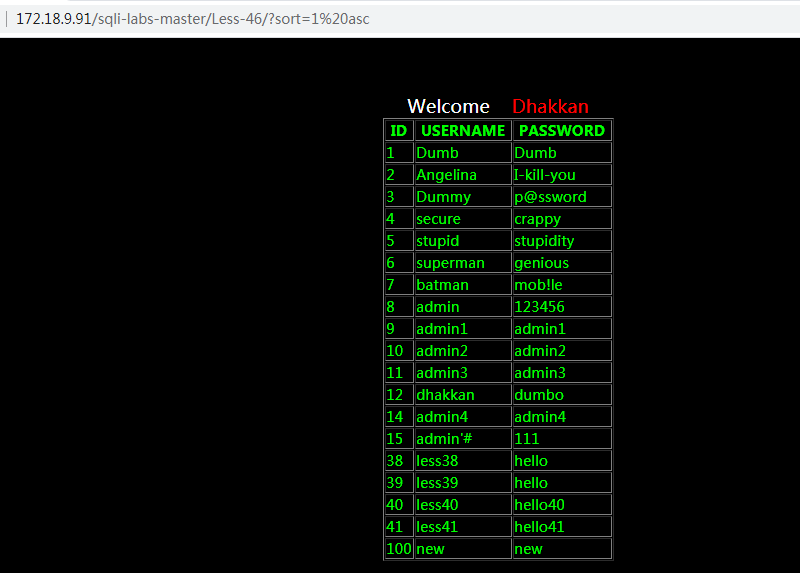 172.18.9.91/sqli-labs-master/Less-46/?sort=1%20asc
Welcome Dhakkan
ID USERNAME PASSWORD
1 Dumb Dumb
2 Angelina I-kill-you
3 Dummy p@ssword
4 secure crappy
5 stupid stupidity
6 superman genious
7 batman mob!le
8 admin 123456
9 admin1 admin1
10 admin2 admin2
11 admin3 admin3
12 dhakkan dumbo
14 admin4 admin4
15 admin'# 111
38 less38 hello
39 less39 hello
40 less40 hello40
41 less41 hello41
100 new new